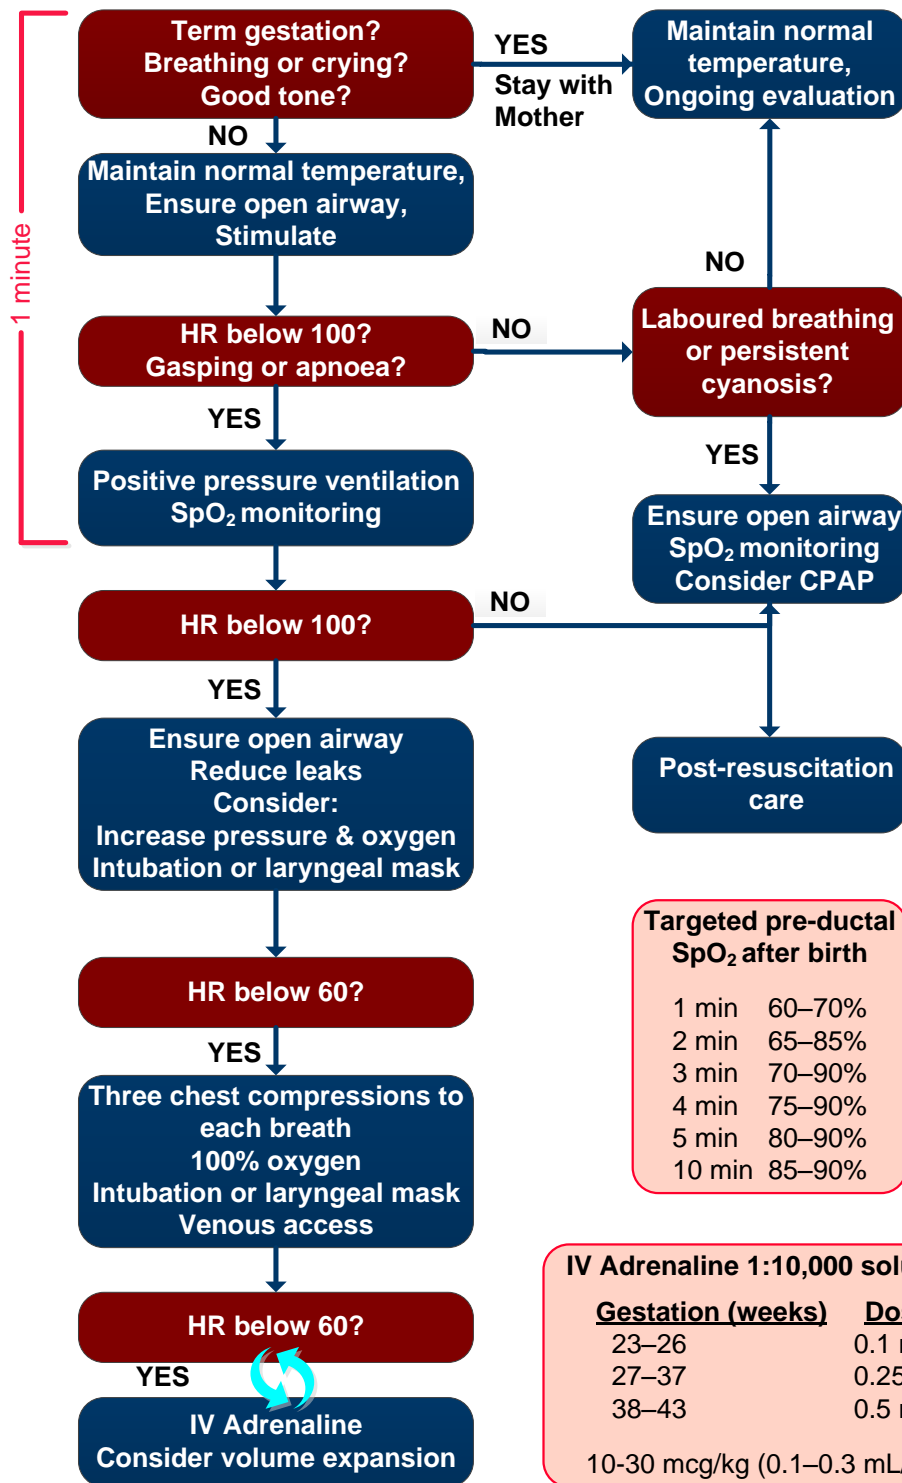 Term gestation?
Breathing or crying?
Good tone?
YES
Stay with
Mother
Maintain normal
temperature,
Ongoing evaluation
NO
Maintain normal temperature,
Ensure open airway,
Stimulate
1 minute
NO
HR below 100?
Gasping or apnoea?
NO
Laboured breathing
or persistent
cyanosis?
YES
YES
Positive pressure ventilation
SpO₂ monitoring
Ensure open airway
SpO₂ monitoring
Consider CPAP
HR below 100?
NO
YES
Ensure open airway
Reduce leaks
Consider:
Increase pressure & oxygen
Intubation or laryngeal mask
Post-resuscitation
care
HR below 60?
YES
Three chest compressions to
each breath
100% oxygen
Intubation or laryngeal mask
Venous access
Targeted pre-ductal
SpO₂ after birth
1 min 60–70%
2 min 65–85%
3 min 70–90%
4 min 75–90%
5 min 80–90%
10 min 85–90%
HR below 60?
YES
IV Adrenaline
Consider volume expansion
IV Adrenaline 1:10,000
Gestation (weeks)
23–26 0.1
27–37 0.25
38–43 0.5
10-30 mcg/kg (0.1–0.3 mL/